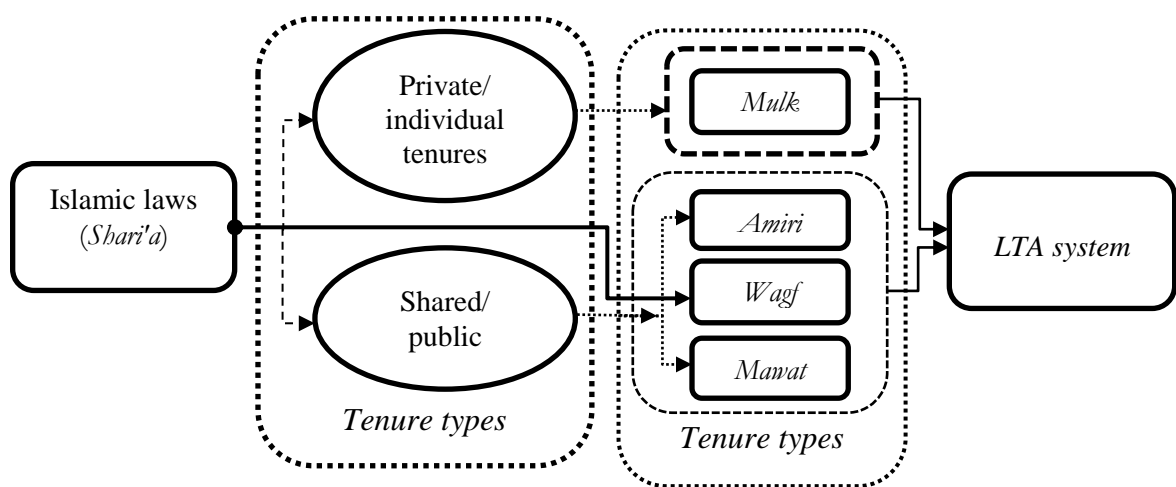 Islamic laws
(Shari'a)
Private/
individual
tenures
Shared/
public
Tenure types
Mulk
Amiri
Waqf
Mawat
Tenure types
LTA system